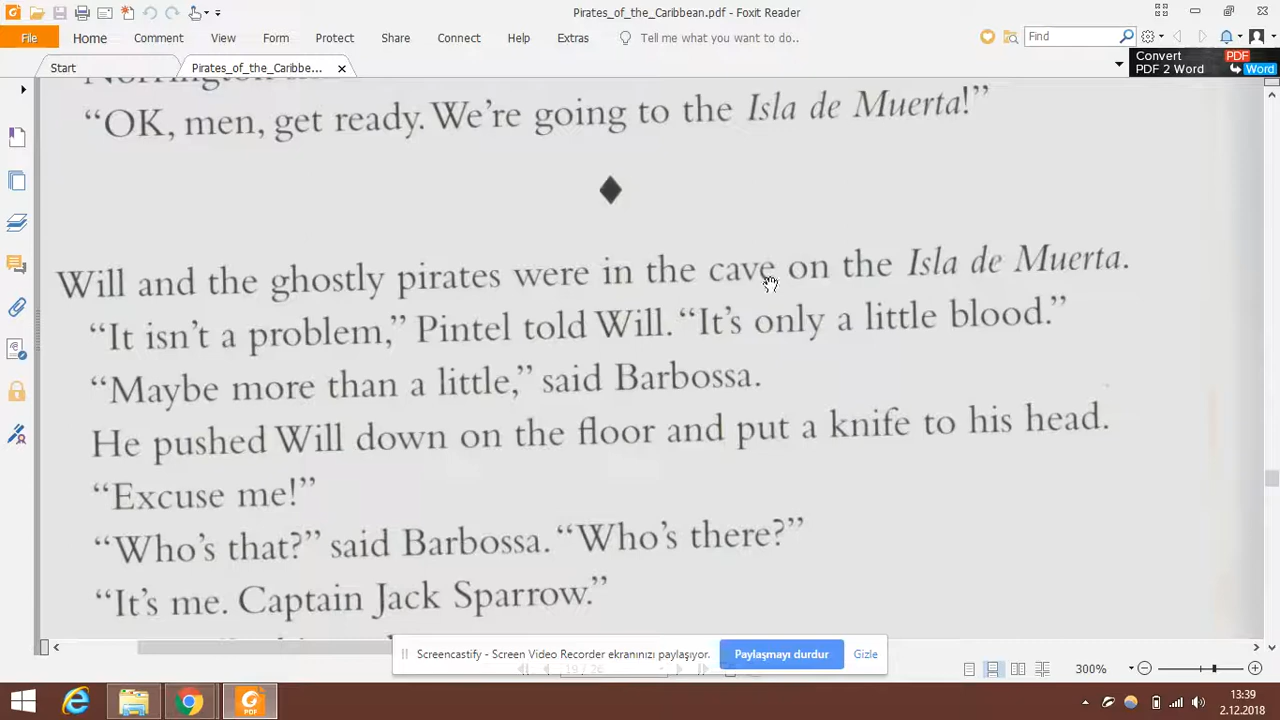 Pirates_of_the_Caribbean.pdf - Foxit Reader
File Home Comment View Form Protect Share Connect Help Extras Tell me what you want to do.. Find
Start Pirates_of_the_Caribbe... Convert PDF
PDF 2 Word Word
“OK, men, get ready. We’re going to the Isla de Muerta!”
Will and the ghostly pirates were in the cave on the Isla de Muerta.
“It isn’t a problem,” Pintel told Will. “It’s only a little blood.”
“Maybe more than a little,” said Barbossa.
He pushed Will down on the floor and put a knife to his head.
“Excuse me!”
“Who’s that?” said Barbossa. “Who’s there?”
“It’s me. Captain Jack Sparrow.”
Screencastify - Screen Video Recorder ekranınızı paylaşıyor. Paylaşmayı durdur Gizle
19 / 26
300%
PDF
13:39
2.12.2018